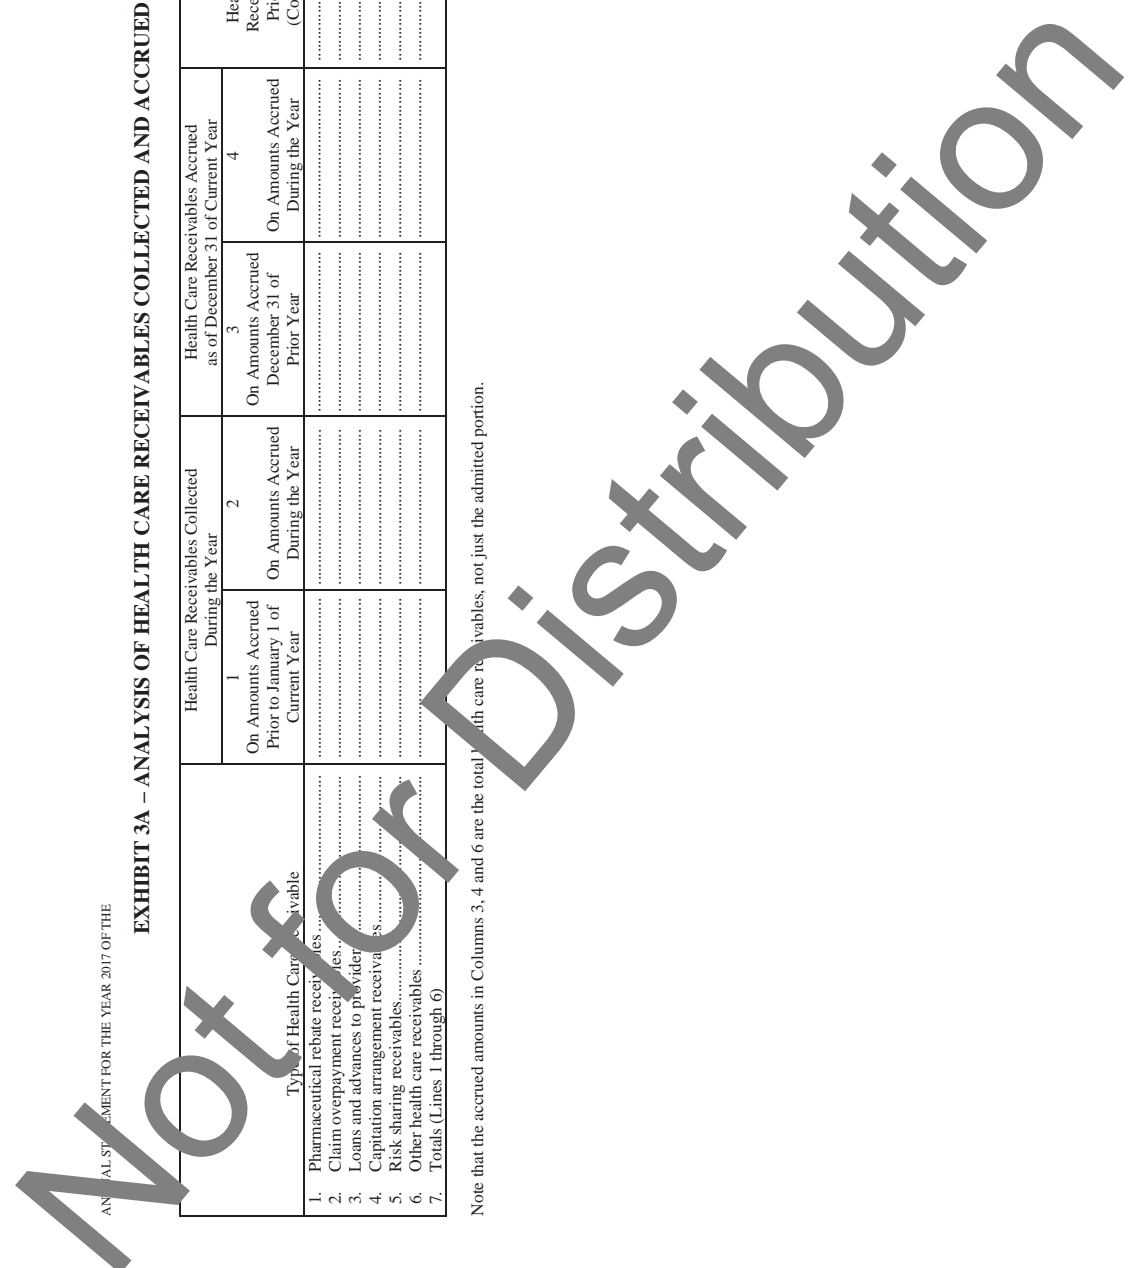 ANNUAL STATEMENT FOR THE YEAR 2017 OF THE
EXHIBIT 3A – ANALYSIS OF HEALTH CARE RECEIVABLES COLLECTED AND ACCRUED
Health Care Receivables Collected
During the Year
Health Care Receivables Accrued
as of December 31 of Current Year
Type of Health Care Receivable
1
On Amounts Accrued
Prior to January 1 of
Current Year
2
On Amounts Accrued
During the Year
3
On Amounts Accrued
December 31 of
Prior Year
4
On Amounts Accrued
During the Year
Hea
Rece
Pri
(Co
1. Pharmaceutical rebate receivables
2. Claim overpayment receivables
3. Loans and advances to providers
4. Capitation arrangement receivables
5. Risk sharing receivables
6. Other health care receivables
7. Totals (Lines 1 through 6)
Note that the accrued amounts in Columns 3, 4 and 6 are the total health care receivables, not just the admitted portion.
Not for Distribution